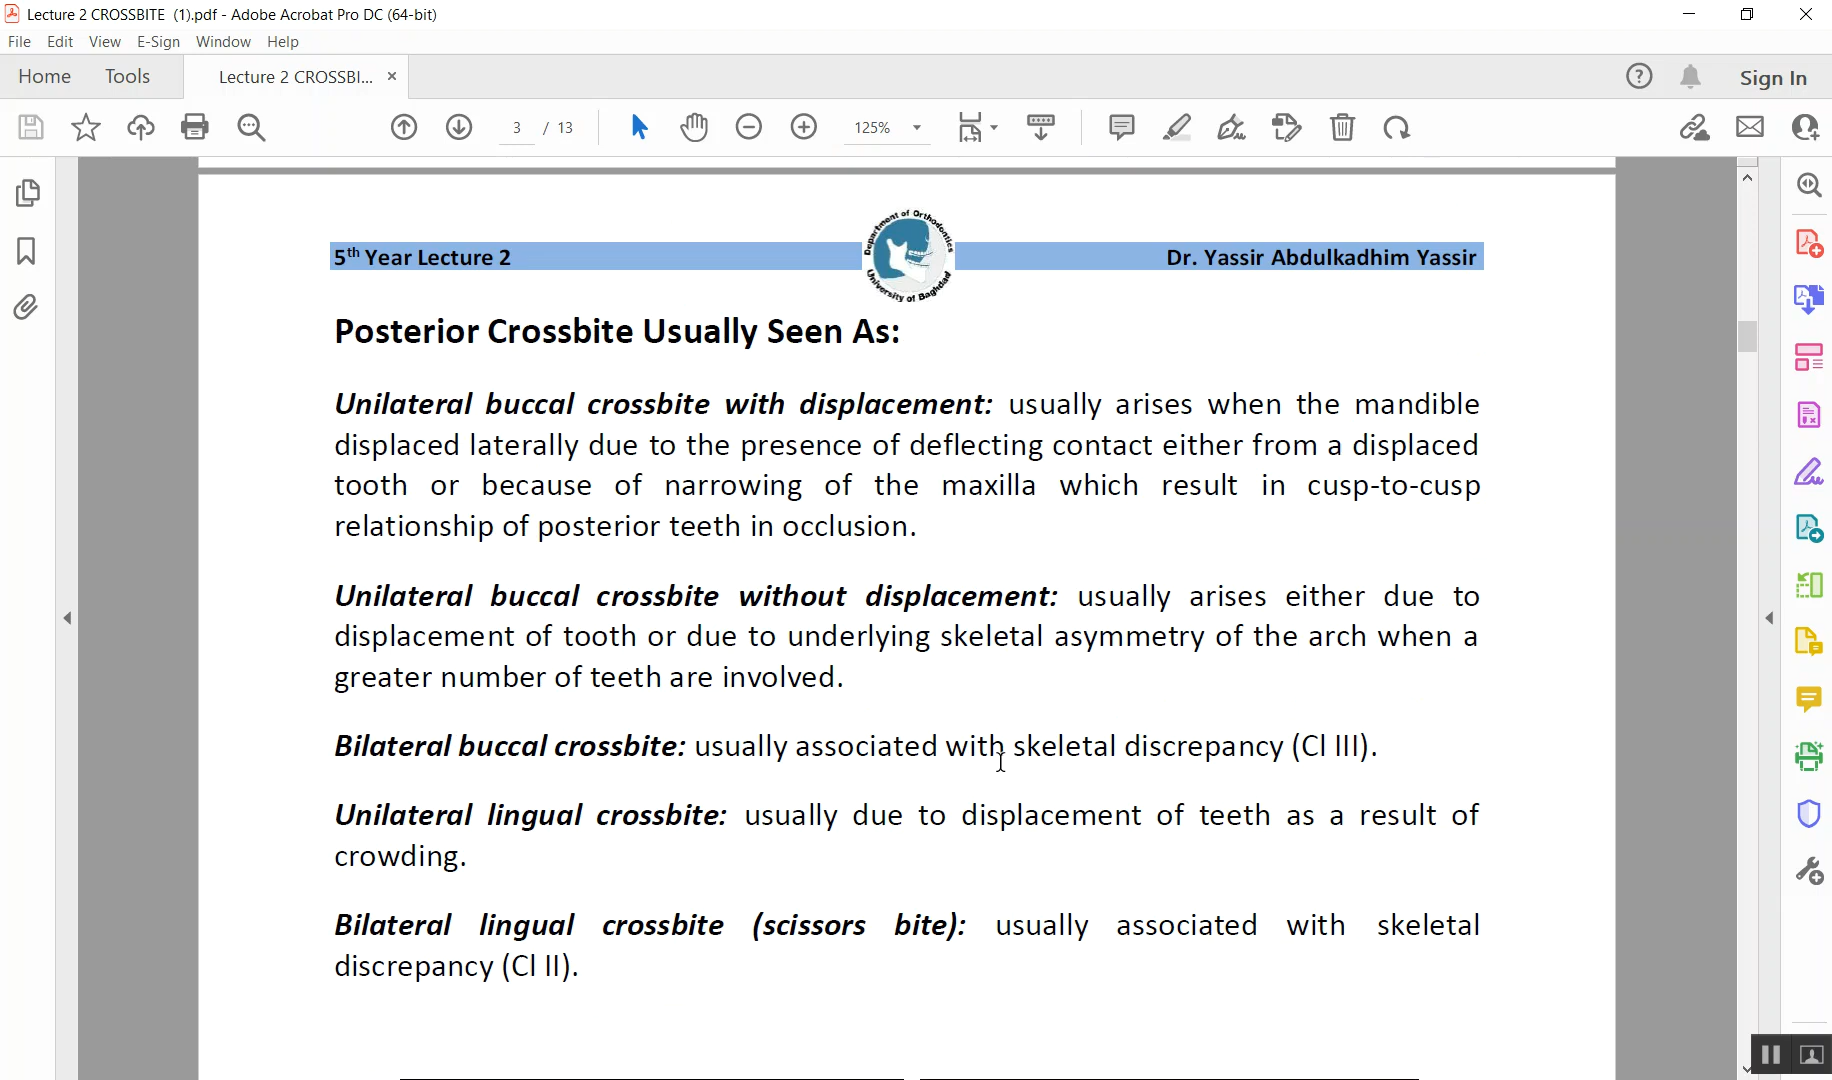 Lecture 2 CROSSBITE (1).pdf - Adobe Acrobat Pro DC (64-bit)
File Edit View E-Sign Window Help
Home Tools Lecture 2 CROSSBI... × Sign In
3 / 13 125%
5th Year Lecture 2 Dr. Yassir Abdulkadhim Yassir
Department of Orthodontics
University of Baghdad
Posterior Crossbite Usually Seen As:
Unilateral buccal crossbite with displacement: usually arises when the mandible
displaced laterally due to the presence of deflecting contact either from a displaced
tooth or because of narrowing of the maxilla which result in cusp-to-cusp
relationship of posterior teeth in occlusion.
Unilateral buccal crossbite without displacement: usually arises either due to
displacement of tooth or due to underlying skeletal asymmetry of the arch when a
greater number of teeth are involved.
Bilateral buccal crossbite: usually associated with skeletal discrepancy (Cl III).
Unilateral lingual crossbite: usually due to displacement of teeth as a result of
crowding.
Bilateral lingual crossbite (scissors bite): usually associated with skeletal
discrepancy (Cl II).